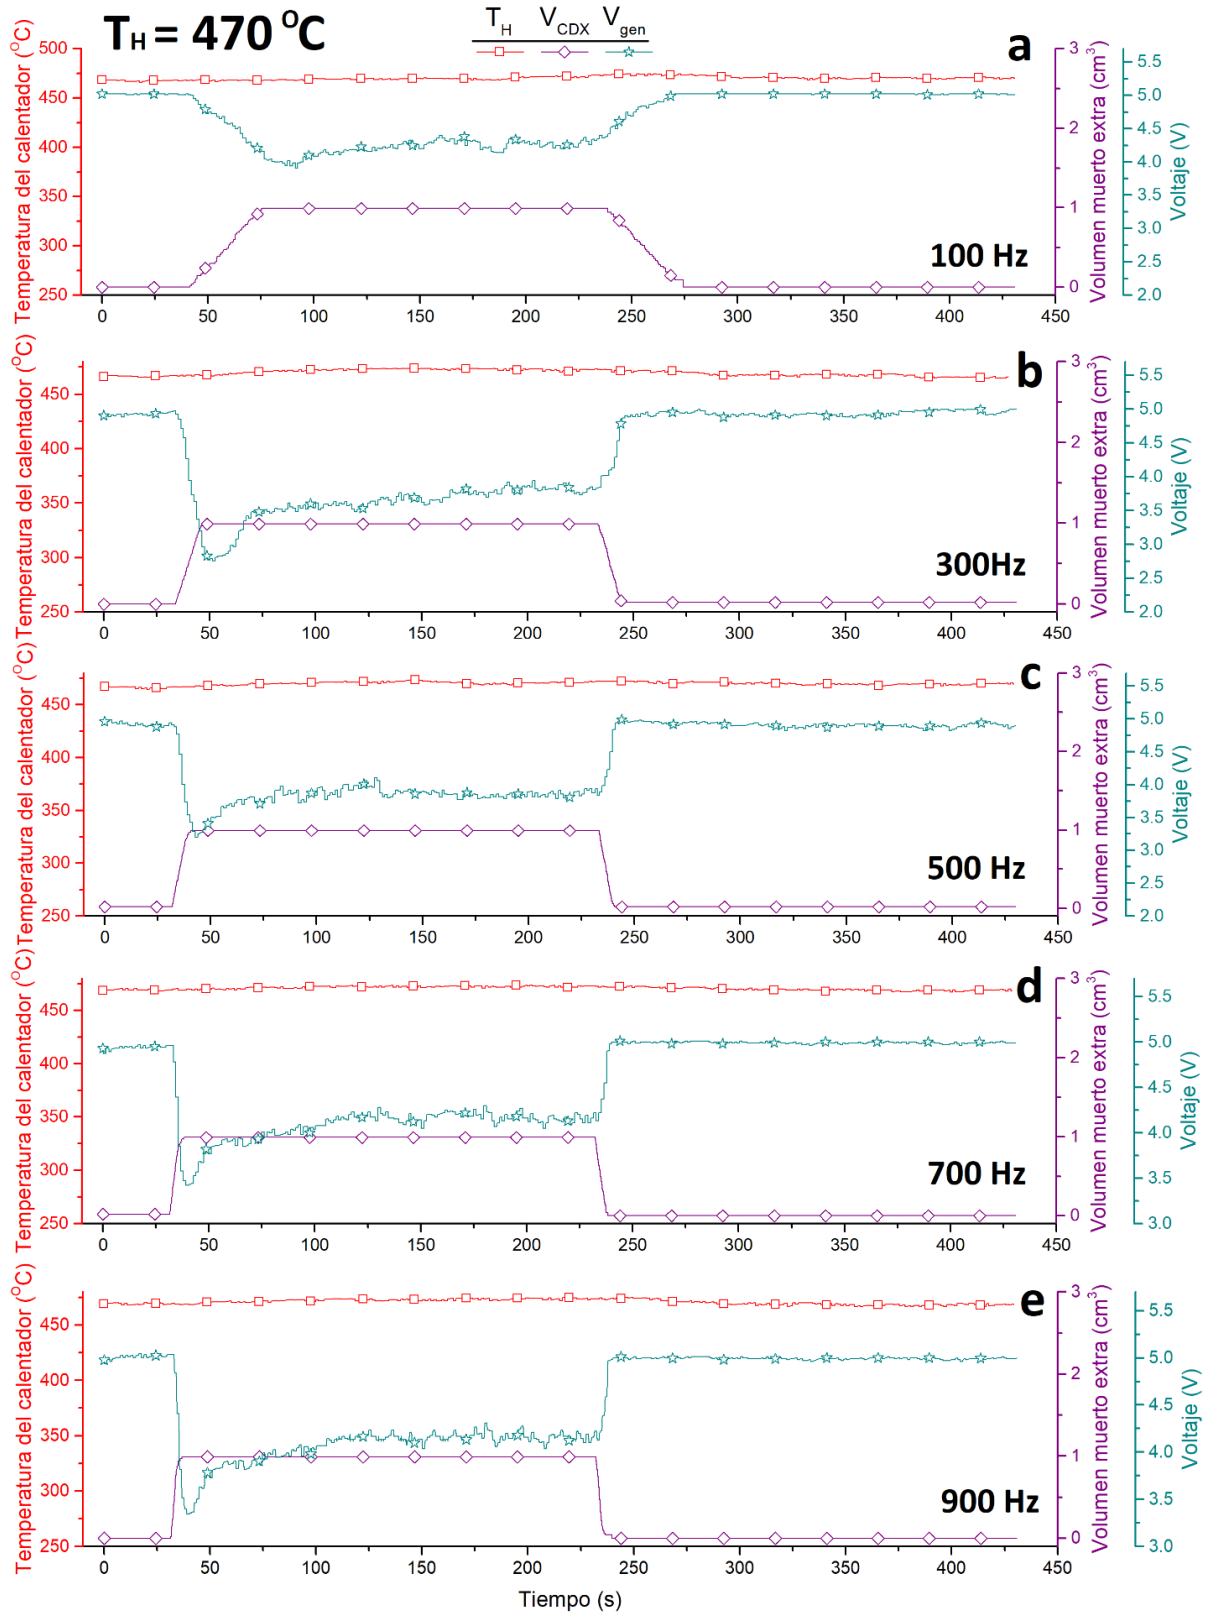 T_H = 470 °C
T_H V_CDX V_gen
a
Temperatura del calentador (°C)
500
450
400
350
300
250
3
2
1
0
Volumen muerto extra (cm³)
5.5
5.0
4.5
4.0
3.5
3.0
2.5
2.0
Voltaje (V)
100 Hz
0 50 100 150 200 250 300 350 400 450
b
Temperatura del calentador (°C)
450
400
350
300
250
3
2
1
0
Volumen muerto extra (cm³)
5.5
5.0
4.5
4.0
3.5
3.0
2.5
2.0
Voltaje (V)
300Hz
0 50 100 150 200 250 300 350 400 450
c
Temperatura del calentador (°C)
450
400
350
300
250
3
2
1
0
Volumen muerto extra (cm³)
5.5
5.0
4.5
4.0
3.5
3.0
2.5
2.0
Voltaje (V)
500 Hz
0 50 100 150 200 250 300 350 400 450
d
Temperatura del calentador (°C)
450
400
350
300
250
3
2
1
0
Volumen muerto extra (cm³)
5.5
5.0
4.5
4.0
3.5
3.0
Voltaje (V)
700 Hz
0 50 100 150 200 250 300 350 400 450
e
Temperatura del calentador (°C)
450
400
350
300
250
3
2
1
0
Volumen muerto extra (cm³)
5.5
5.0
4.5
4.0
3.5
3.0
Voltaje (V)
900 Hz
0 50 100 150 200 250 300 350 400 450
Tiempo (s)